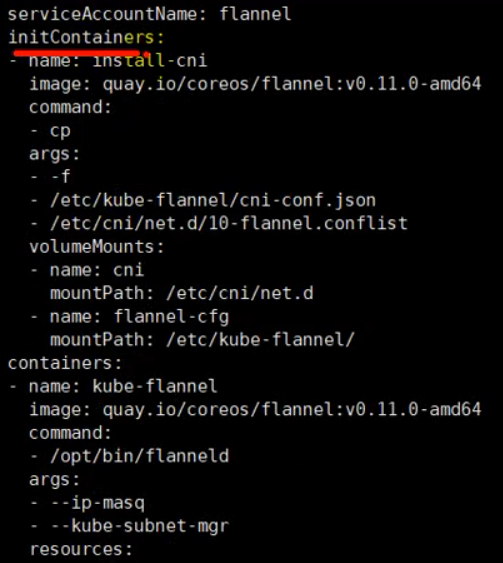 serviceAccountName: flannel
initContainers:
- name: install-cni
  image: quay.io/coreos/flannel:v0.11.0-amd64
  command:
  - cp
  args:
  - -f
  - /etc/kube-flannel/cni-conf.json
  - /etc/cni/net.d/10-flannel.conflist
  volumeMounts:
  - name: cni
    mountPath: /etc/cni/net.d
  - name: flannel-cfg
    mountPath: /etc/kube-flannel/
containers:
- name: kube-flannel
  image: quay.io/coreos/flannel:v0.11.0-amd64
  command:
  - /opt/bin/flanneld
  args:
  - --ip-masq
  - --kube-subnet-mgr
  resources: